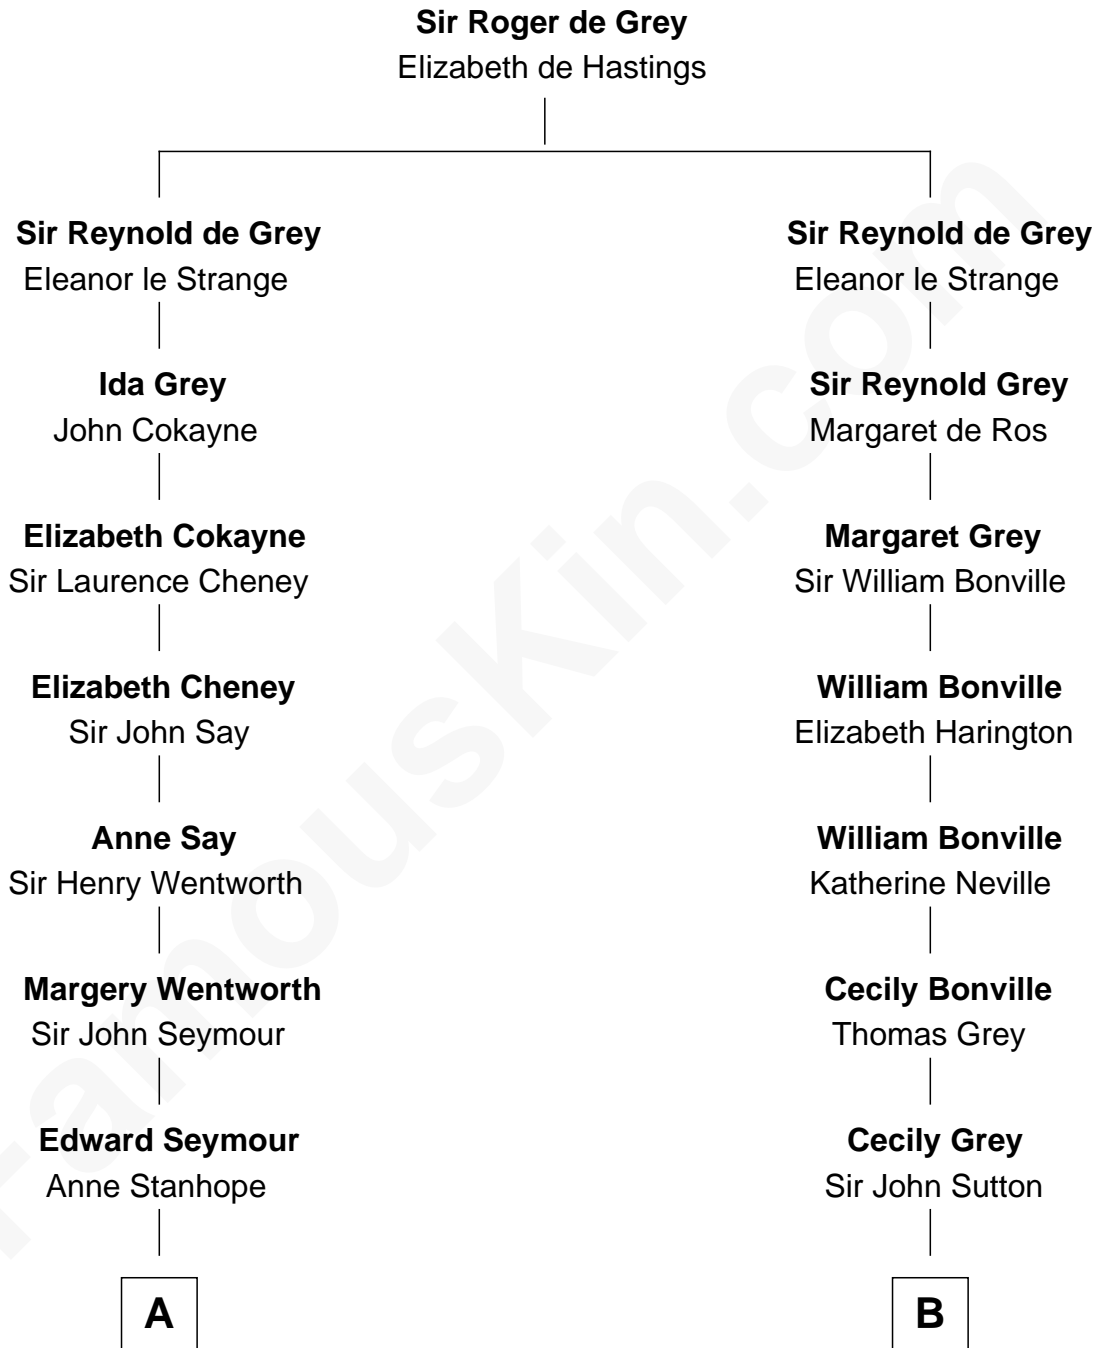 Sir Roger de Grey
Elizabeth de Hastings
Sir Reynold de Grey
Eleanor le Strange
Sir Reynold de Grey
Eleanor le Strange
Ida Grey
John Cokayne
Sir Reynold Grey
Margaret de Ros
Elizabeth Cokayne
Sir Laurence Cheney
Margaret Grey
Sir William Bonville
Elizabeth Cheney
Sir John Say
William Bonville
Elizabeth Harington
Anne Say
Sir Henry Wentworth
William Bonville
Katherine Neville
Margery Wentworth
Sir John Seymour
Cecily Bonville
Thomas Grey
Edward Seymour
Anne Stanhope
Cecily Grey
Sir John Sutton
A
B
FamousKin.com